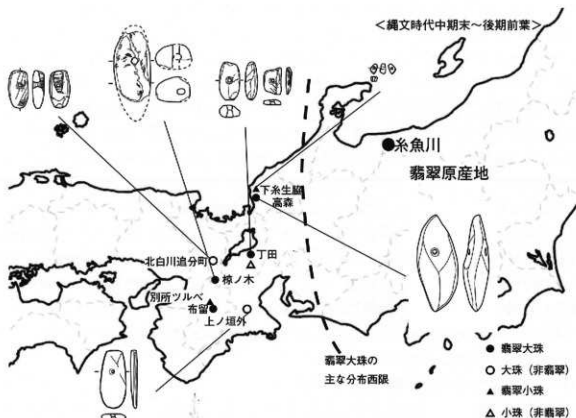 ＜縄文時代中期末～後期前葉＞
糸魚川
翡翠原産地
下糸生脇
高森
北白川追分町
丁田
椋ノ木
別所ツルベ
布留
上ノ垣外
翡翠大珠の
主な分布西限
翡翠大珠
大珠（非翡翠）
翡翠小珠
小珠（非翡翠）